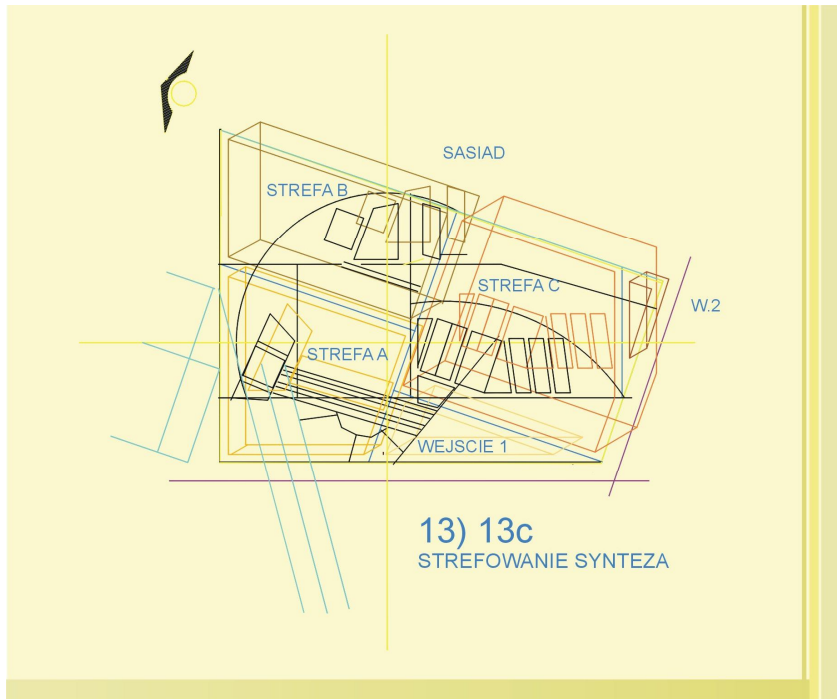 SASIAD
STREFA B
STREFA C
W.2
STREFA A
WEJSCIE 1
13) 13c
STREFOWANIE SYNTEZA